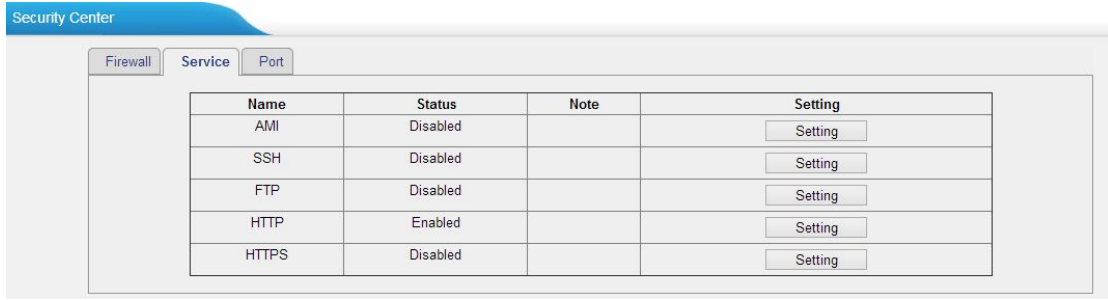 Security Center
Firewall Service Port
Name Status Note Setting
AMI Disabled Setting
SSH Disabled Setting
FTP Disabled Setting
HTTP Enabled Setting
HTTPS Disabled Setting